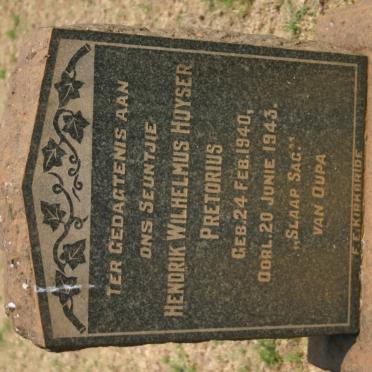 TER GEDAGTENIS AAN
ONS SEUNTJIE
HENDRIK WILHELMUS HUYSER
PRETORIUS
GEB. 24 FEB. 1940,
OORL. 20 JUNIE 1943.
„SLAAP SAG"
VAN OUPA